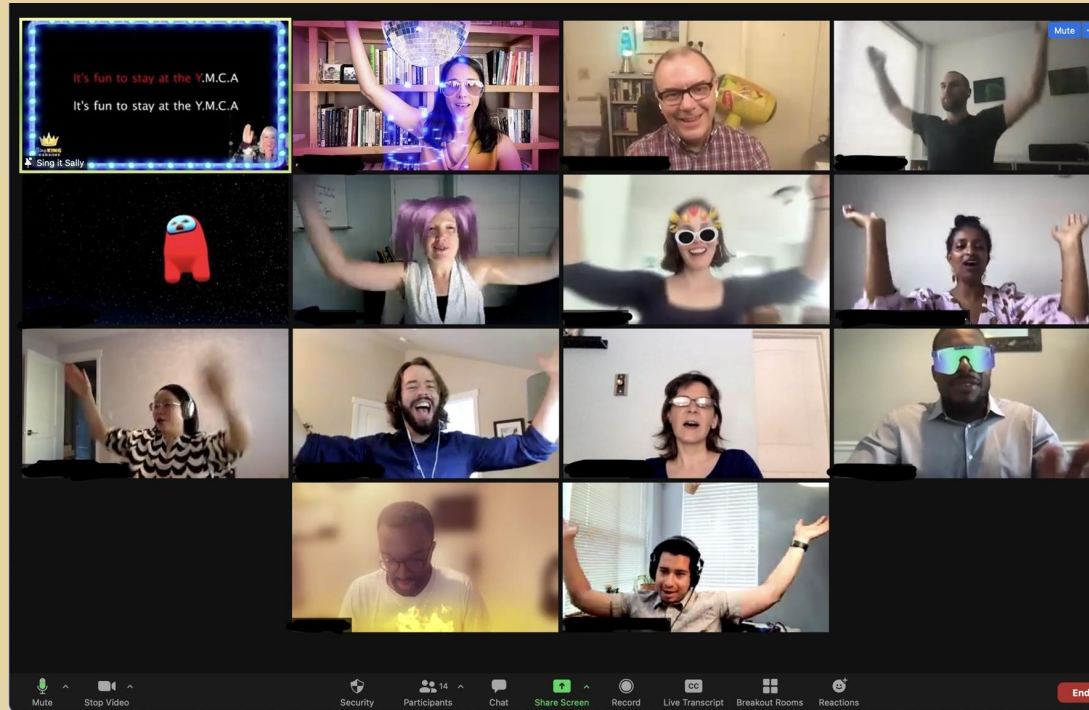 It's fun to stay at the Y.M.C.A
It's fun to stay at the Y.M.C.A
Sing it Sally
Mute
Mute
Stop Video
Security
Participants
14
Chat
Share Screen
Record
CC
Live Transcript
Breakout Rooms
Reactions
End